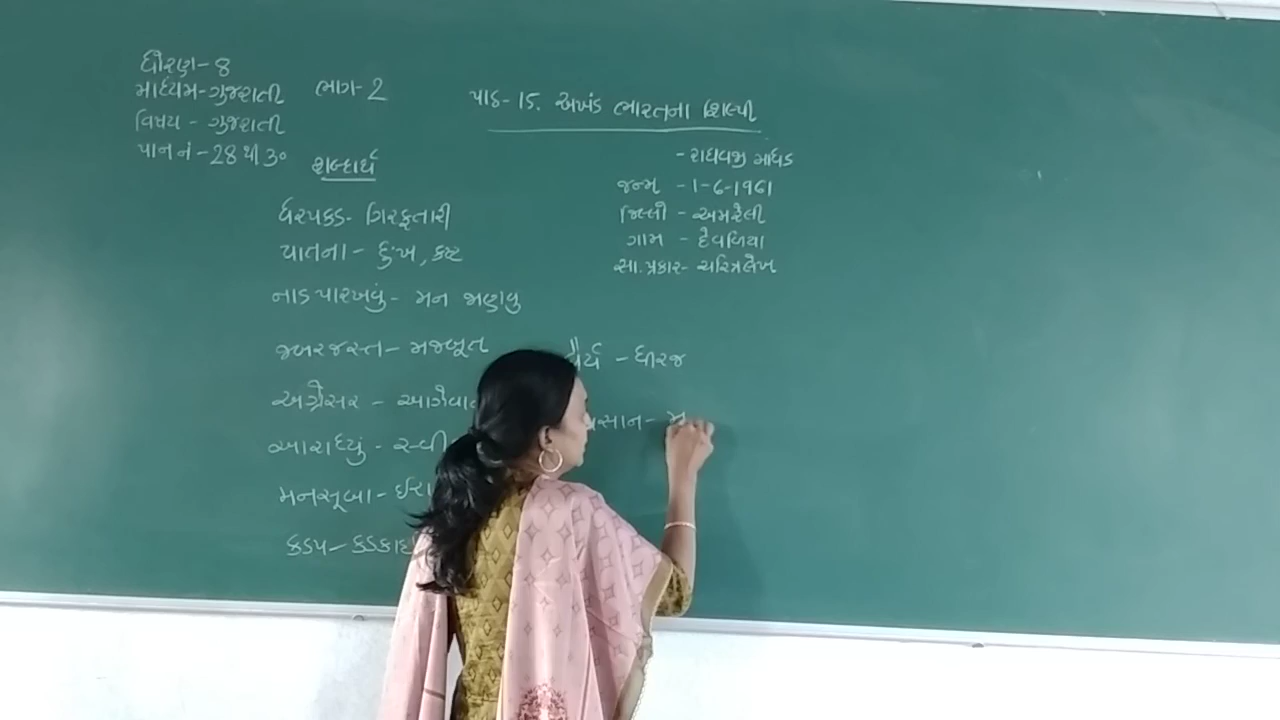 ધોરણ-8
માધ્યમ-ગુજરાતી
વિષય - ગુજરાતી
પાન નં-28 થી 30
ભાગ-2
પાઠ-15. અખંડ ભારતના શિલ્પી
-રાઘવજી માધડ
જન્મ -1-6-1961
જિલ્લો - અમરેલી
ગામ - દેવળિયા
સા.પ્રકાર- ચરિત્રલેખ
શબ્દાર્થ
ધરપકડ- ગિરફતારી
યાતના - દુઃખ, કષ્ટ
નાડ પારખવું - મન જાણવુ
જબરજસ્ત- મજબૂત
અગ્રેસર - આગેવા
આરાધ્યું - સ્વી
મનસૂબા-ઈરા
કડપ- કડકા
ધૈર્ય - ધીરજ
સાન- મૃ